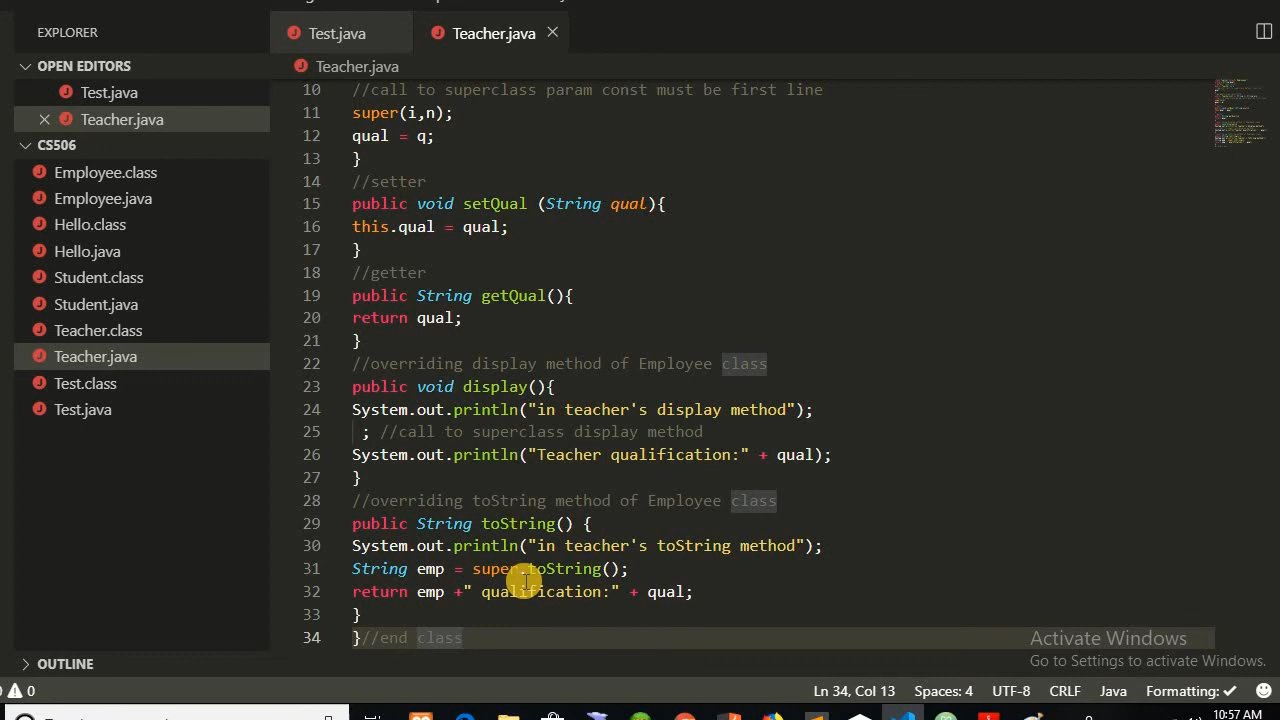 EXPLORER
OPEN EDITORS
Test.java
Teacher.java
CS506
Employee.class
Employee.java
Hello.class
Hello.java
Student.class
Student.java
Teacher.class
Teacher.java
Test.class
Test.java
OUTLINE
Test.java
Teacher.java
Teacher.java
10 //call to superclass param const must be first line
11 super(i,n);
12 qual = q;
13 }
14 //setter
15 public void setQual (String qual){
16 this.qual = qual;
17 }
18 //getter
19 public String getQual(){
20 return qual;
21 }
22 //overriding display method of Employee class
23 public void display(){
24 System.out.println("in teacher's display method");
25 ; //call to superclass display method
26 System.out.println("Teacher qualification:" + qual);
27 }
28 //overriding toString method of Employee class
29 public String toString() {
30 System.out.println("in teacher's toString method");
31 String emp = super.toString();
32 return emp +" qualification:" + qual;
33 }
34 }//end class
Activate Windows
Go to Settings to activate Windows.
0
Ln 34, Col 13
Spaces: 4
UTF-8
CRLF
Java
Formatting: ✓
10:57 AM